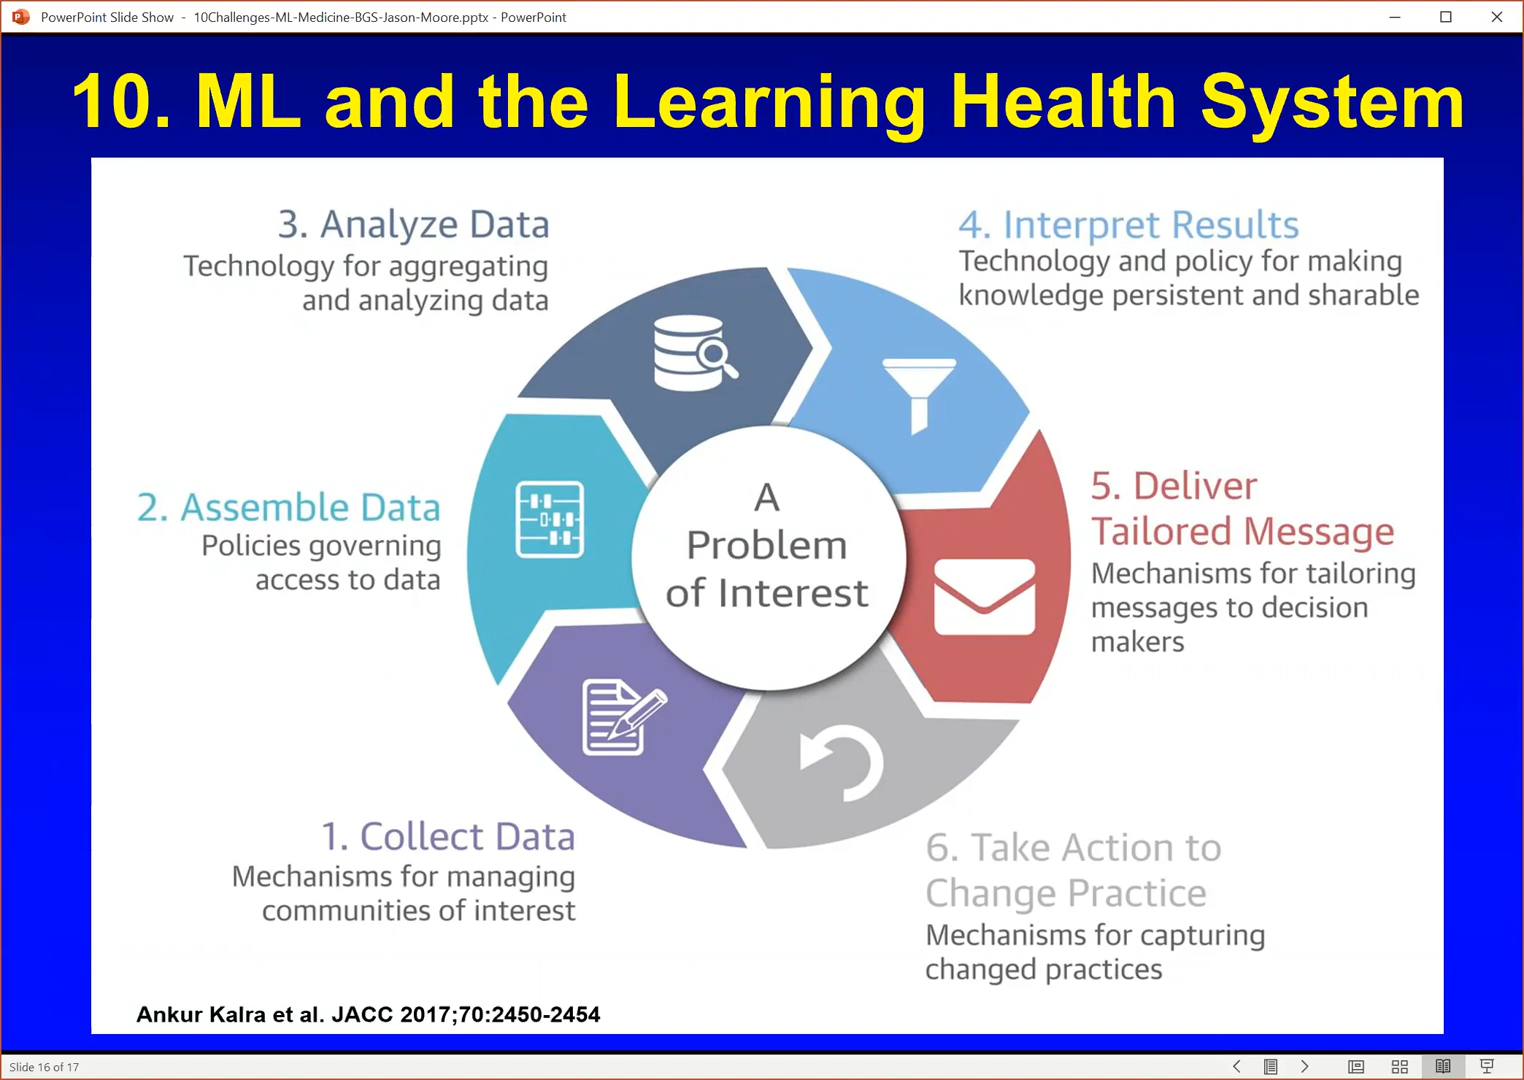 PowerPoint Slide Show - 10Challenges-ML-Medicine-BGS-Jason-Moore.pptx - PowerPoint
10. ML and the Learning Health System
3. Analyze Data
Technology for aggregating
and analyzing data
4. Interpret Results
Technology and policy for making
knowledge persistent and sharable
2. Assemble Data
Policies governing
access to data
A
Problem
of Interest
5. Deliver
Tailored Message
Mechanisms for tailoring
messages to decision
makers
1. Collect Data
Mechanisms for managing
communities of interest
6. Take Action to
Change Practice
Mechanisms for capturing
changed practices
Ankur Kalra et al. JACC 2017;70:2450-2454
Slide 16 of 17